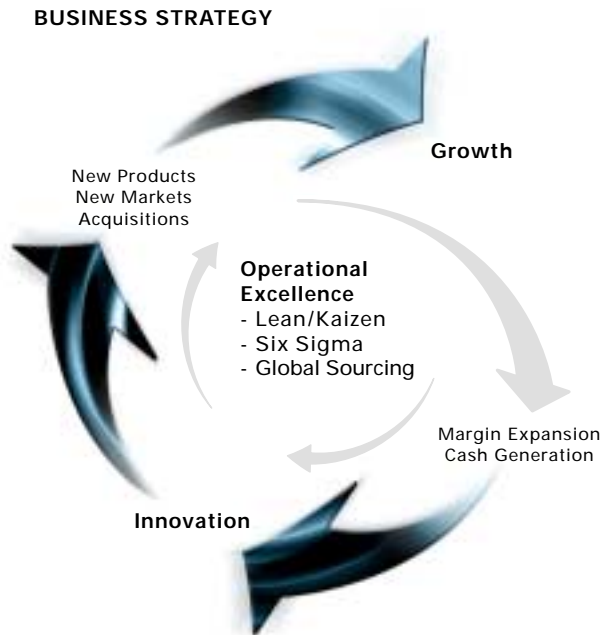 BUSINESS STRATEGY
Growth
New Products
New Markets
Acquisitions
Operational
Excellence
- Lean/Kaizen
- Six Sigma
- Global Sourcing
Margin Expansion
Cash Generation
Innovation